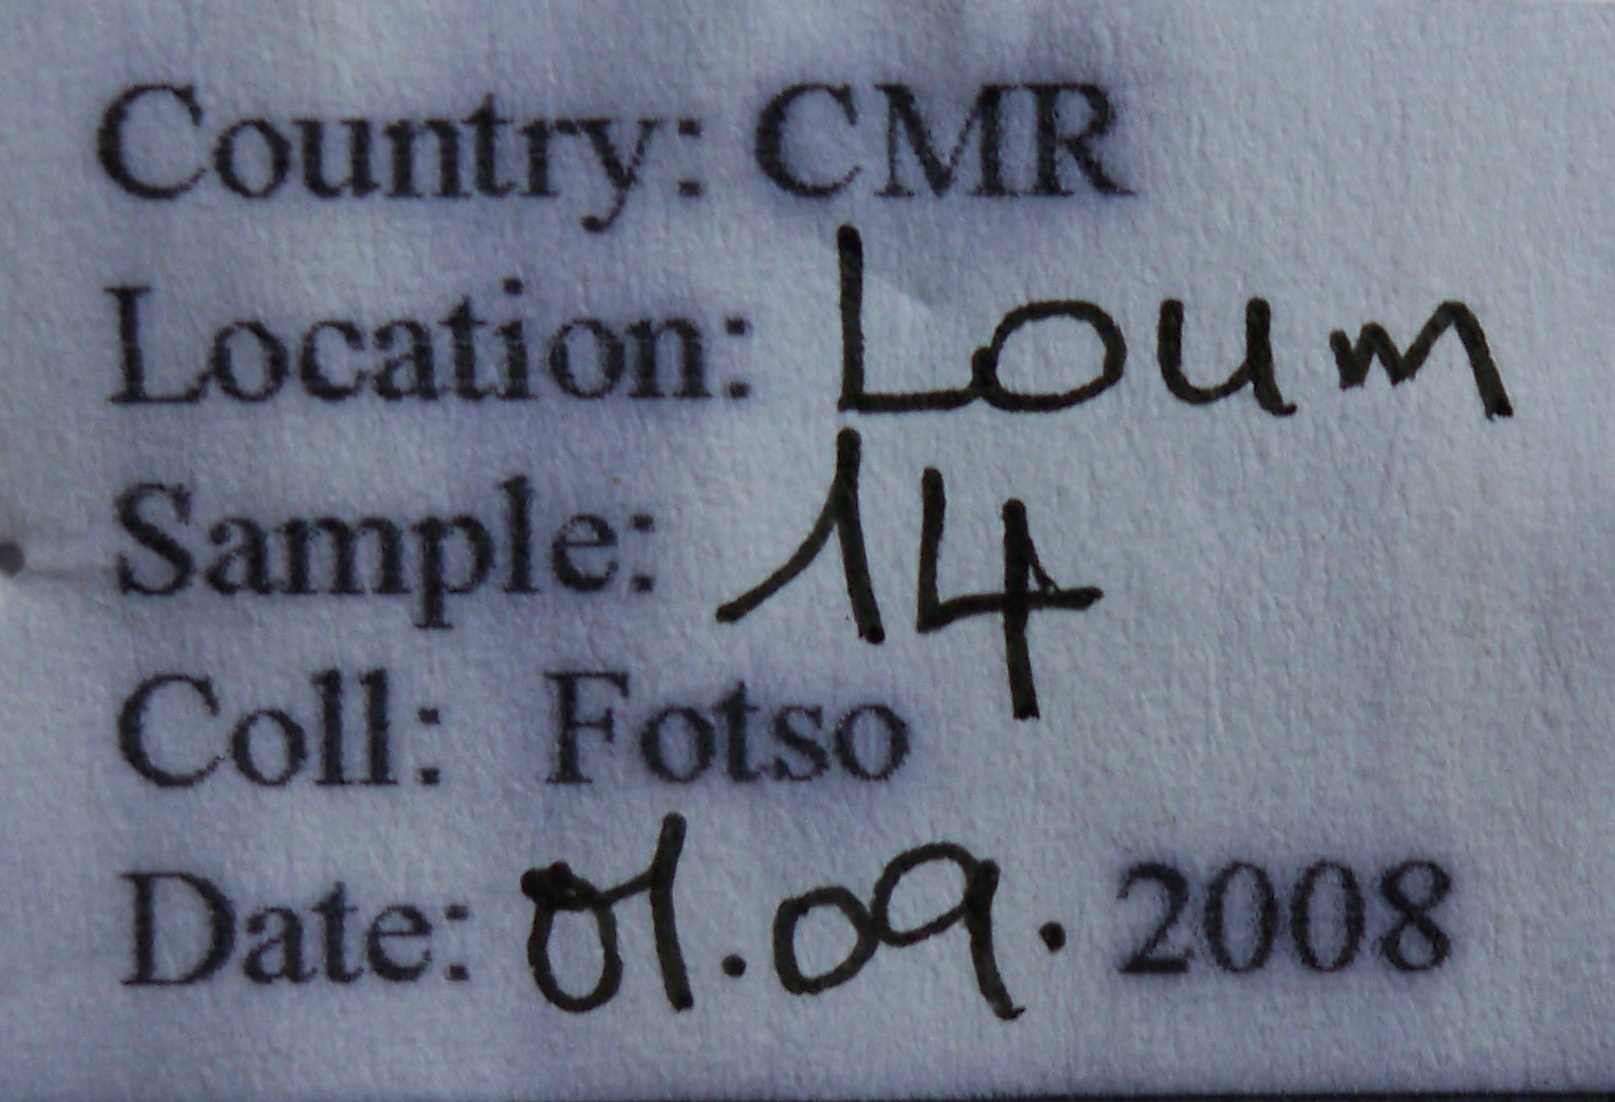 Country: CMR
Location: Loum
Sample: 14
Coll: Fotso
Date: 01.09. 2008